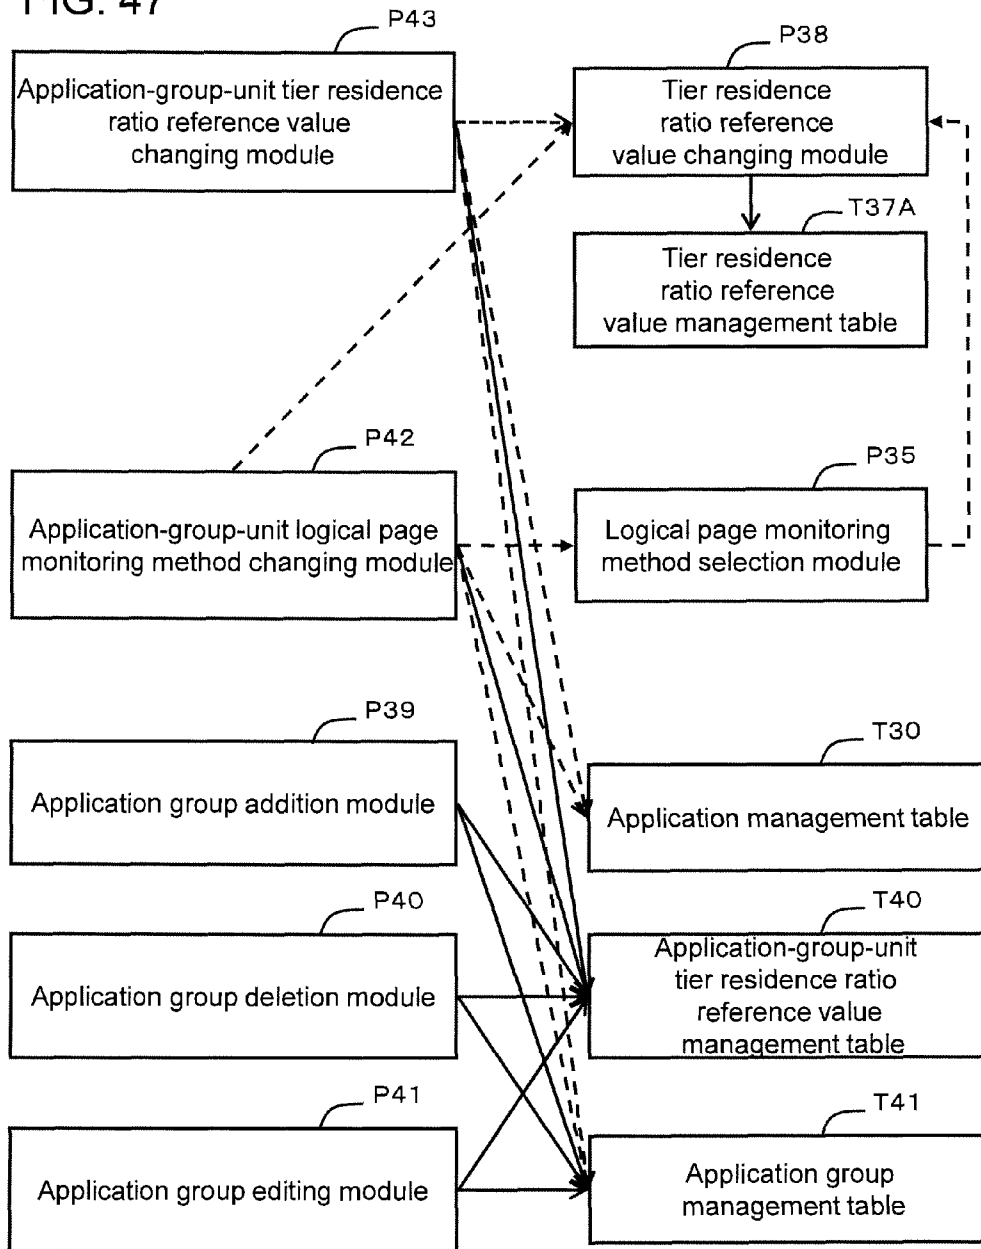 FIG. 47
P43
Application-group-unit tier residence
ratio reference value
changing module
P38
Tier residence
ratio reference
value changing module
T37A
Tier residence
ratio reference
value management table
P42
Application-group-unit logical page
monitoring method changing module
P35
Logical page monitoring
method selection module
P39
Application group addition module
T30
Application management table
P40
Application group deletion module
T40
Application-group-unit
tier residence ratio
reference value
management table
P41
Application group editing module
T41
Application group
management table